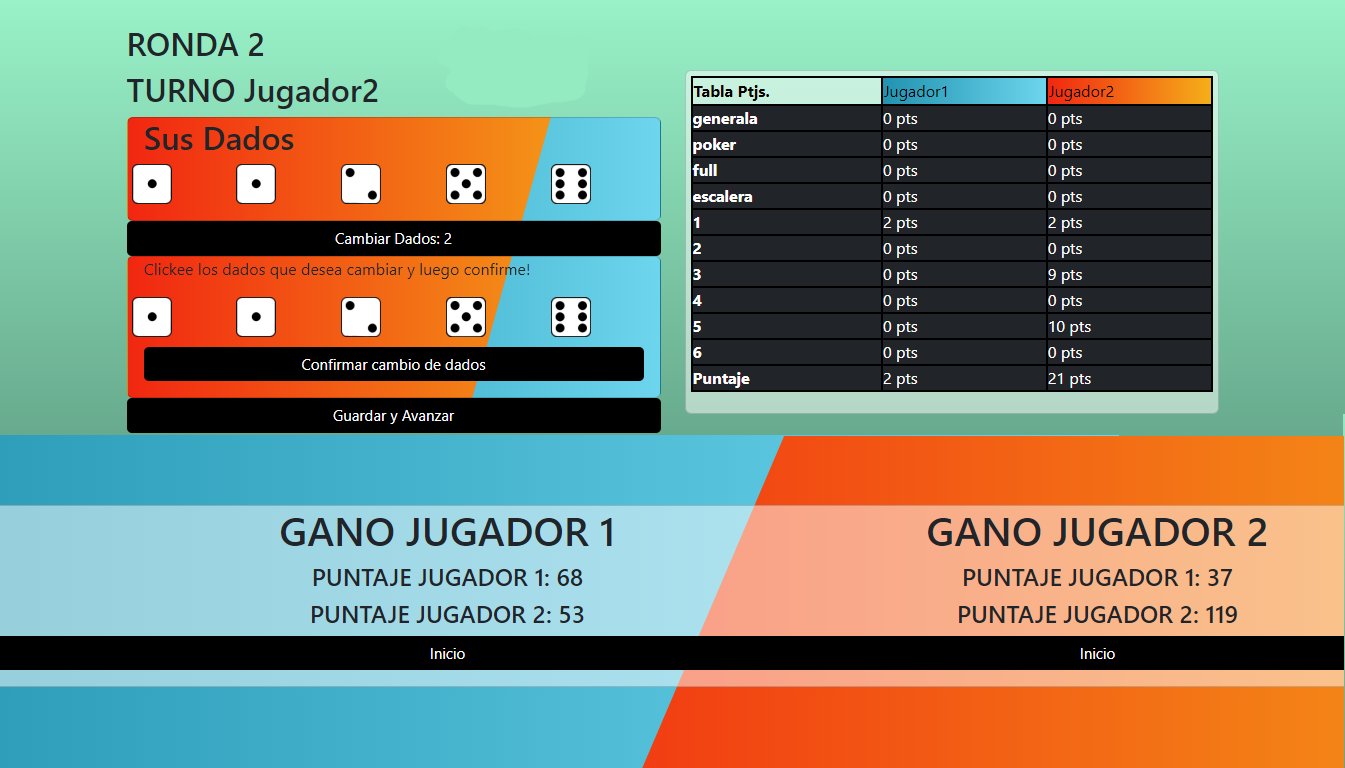 RONDA 2
TURNO Jugador2
Sus Dados
Cambiar Dados: 2
Clickee los dados que desea cambiar y luego confirme!
Confirmar cambio de dados
Guardar y Avanzar
Tabla Ptjs. Jugador1 Jugador2
generala 0 pts 0 pts
poker 0 pts 0 pts
full 0 pts 0 pts
escalera 0 pts 0 pts
1 2 pts 2 pts
2 0 pts 0 pts
3 0 pts 9 pts
4 0 pts 0 pts
5 0 pts 10 pts
6 0 pts 0 pts
Puntaje 2 pts 21 pts
GANO JUGADOR 1
PUNTAJE JUGADOR 1: 68
PUNTAJE JUGADOR 2: 53
Inicio
GANO JUGADOR 2
PUNTAJE JUGADOR 1: 37
PUNTAJE JUGADOR 2: 119
Inicio